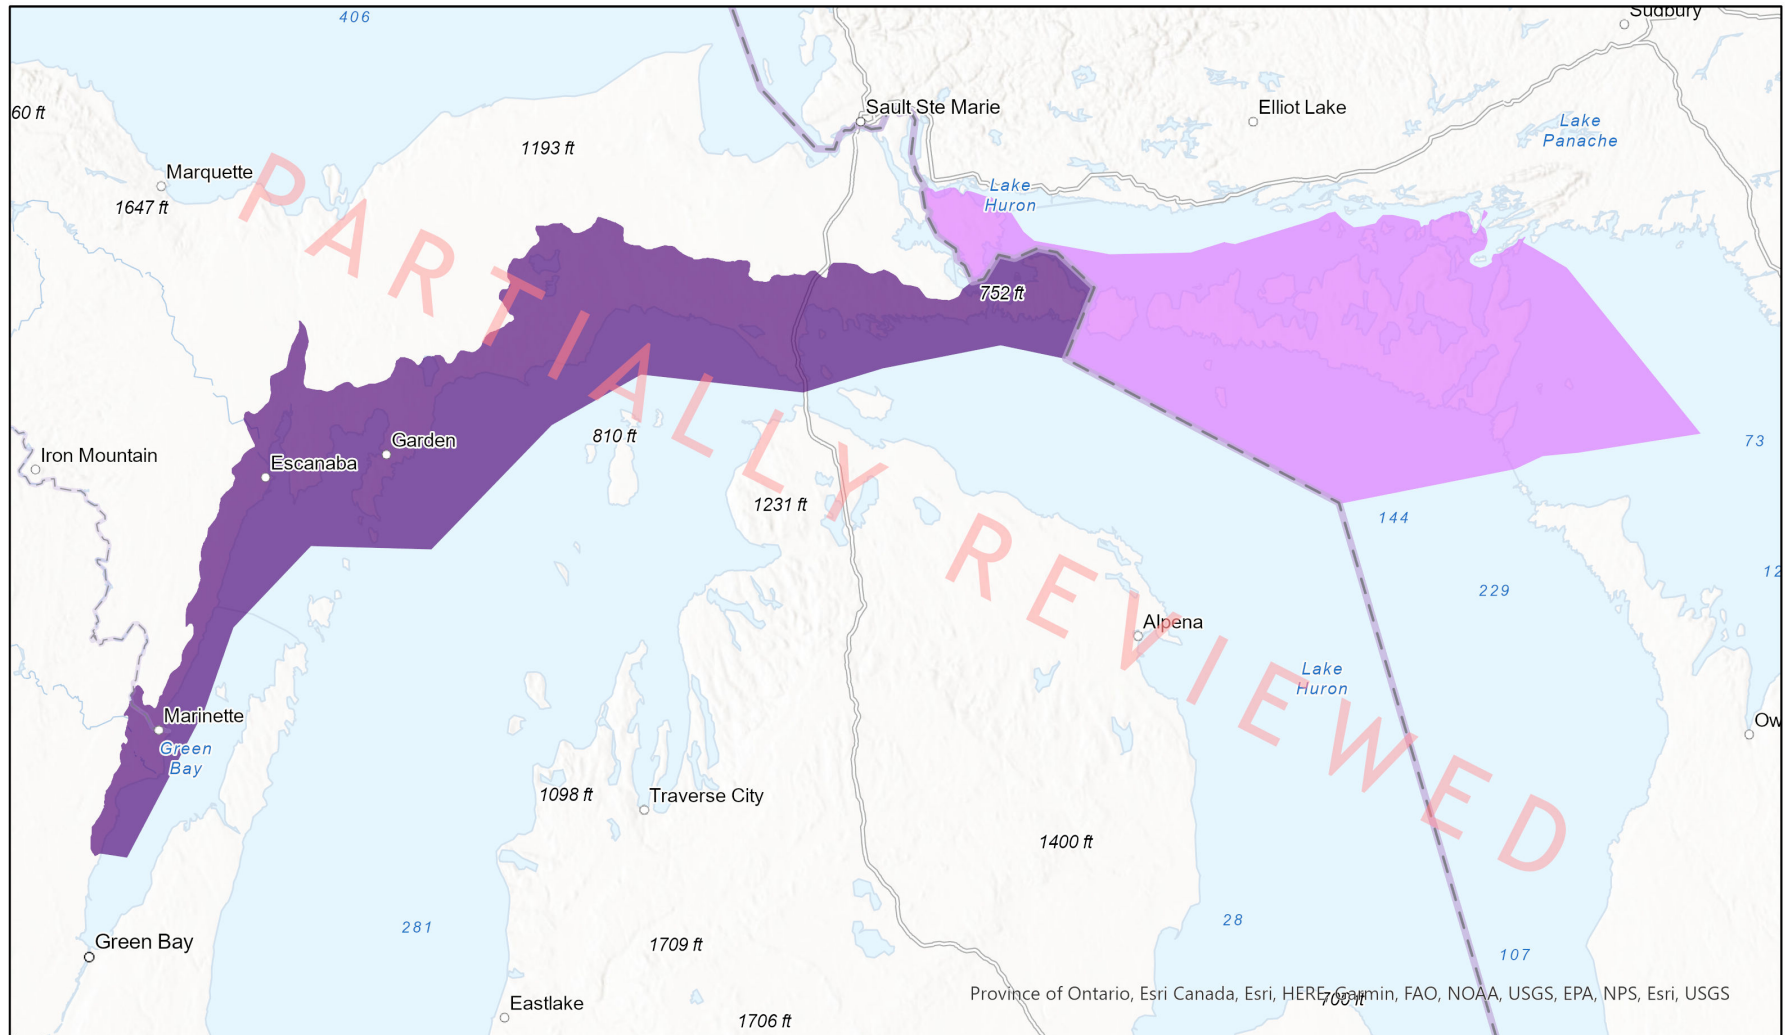 406
Sudbury
60 ft
Sault Ste Marie
Elliot Lake
Lake
Panache
1193 ft
Marquette
1647 ft
Lake
Huron
752 ft
PARTIALLY REVIEWED
810 ft
Garden
Iron Mountain
Escanaba
73
1231 ft
144
229
12
Alpena
Lake
Huron
Marinette
Green
Bay
Ow
1098 ft
Traverse City
1400 ft
281
28
Green Bay
1709 ft
107
Province of Ontario, Esri Canada, Esri, HERE, Garmin, FAO, NOAA, USGS, EPA, NPS, Esri, USGS
Eastlake
1706 ft